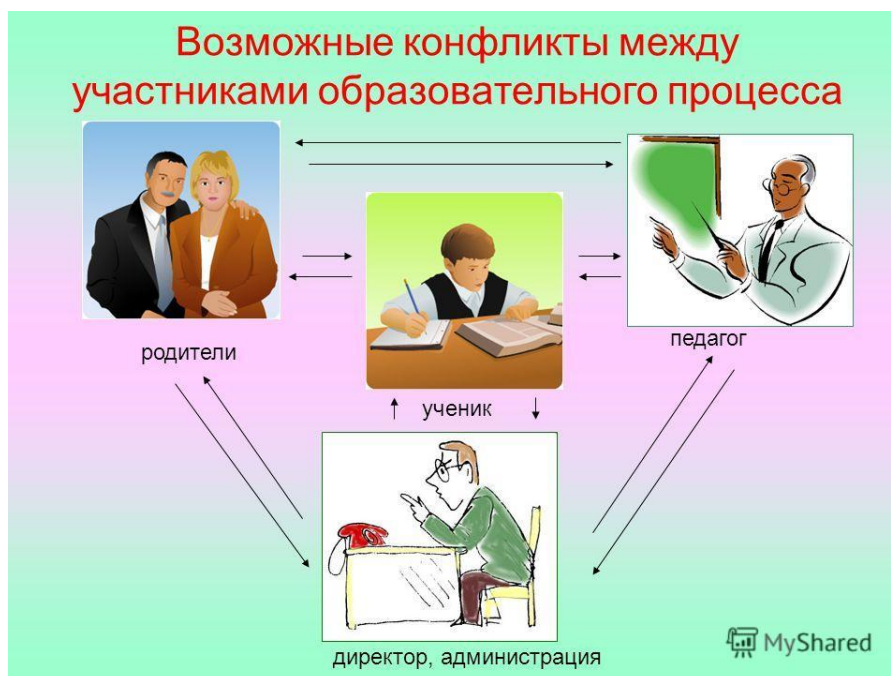 Возможные конфликты между
участниками образовательного процесса
родители
педагог
ученик
директор, администрация
MyShared